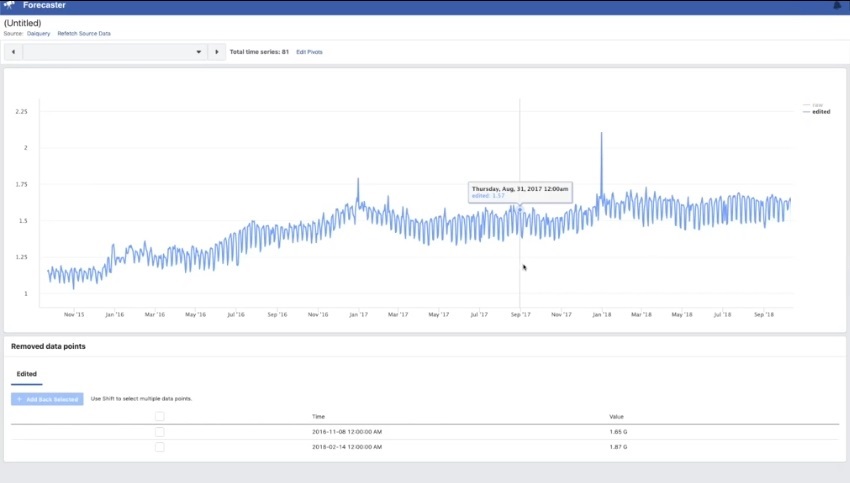 Forecaster
(Untitled)
Source: Daiquery Refetch Source Data
Total time series: 81 Edit Pivots
2.25
2
1.75
1.5
1.25
1
raw
edited
Thursday, Aug, 31, 2017 12:00am
edited: 1.57
Nov '15 Jan '16 Mar '16 May '16 Jul '16 Sep '16 Nov '16 Jan '17 Mar '17 May '17 Jul '17 Sep '17 Nov '17 Jan '18 Mar '18 May '18 Jul '18 Sep '18
Removed data points
Edited
+ Add Back Selected Use Shift to select multiple data points.
Time Value
2016-11-08 12:00:00 AM 1.65 G
2018-02-14 12:00:00 AM 1.87 G